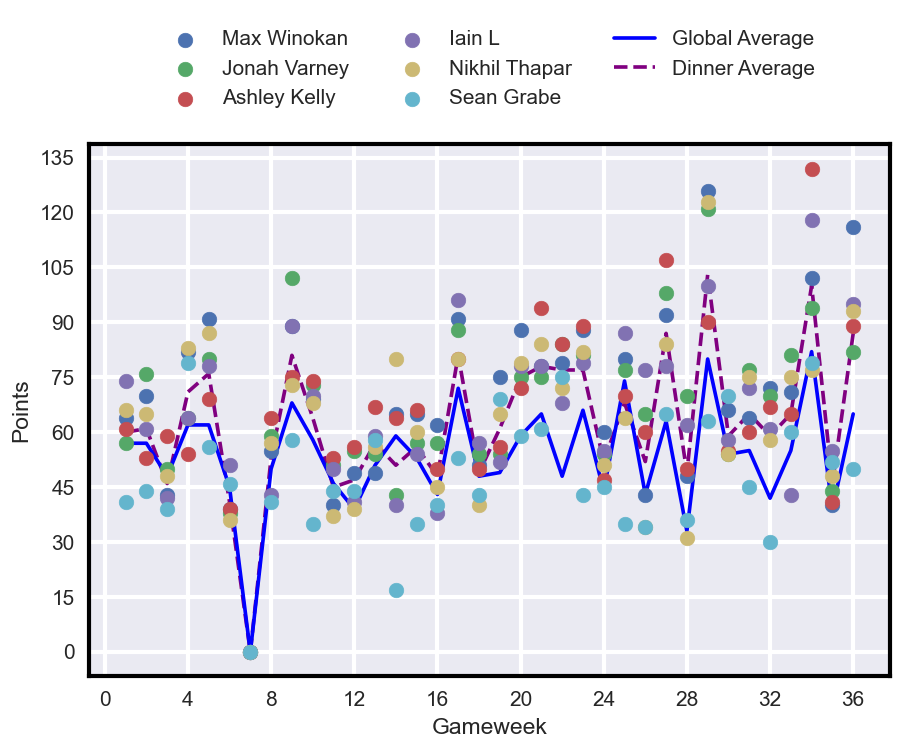 Max Winokan Iain L Global Average
Jonah Varney Nikhil Thapar Dinner Average
Ashley Kelly Sean Grabe
135
120
105
90
75
60
45
30
15
0
Points
0 4 8 12 16 20 24 28 32 36
Gameweek